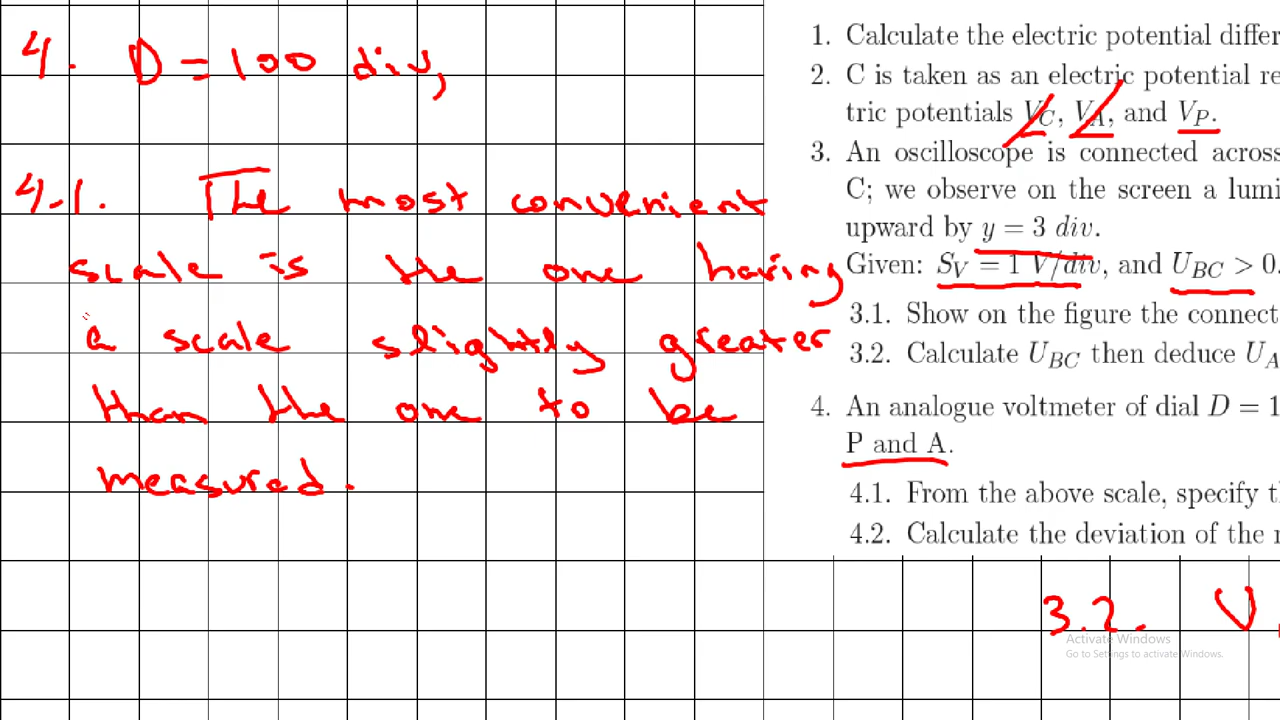 4. D = 100 div,
4.1. The most convenient
scale is the one having
a scale slightly greater
than the one to be
measured.
1. Calculate the electric potential differ
2. C is taken as an electric potential re
tric potentials V_C, V_A, and V_P.
3. An oscilloscope is connected across
C; we observe on the screen a lumi
upward by y = 3 div.
Given: S_V = 1 V/div, and U_BC > 0.
3.1. Show on the figure the connect
3.2. Calculate U_BC then deduce U_A
4. An analogue voltmeter of dial D = 1
P and A.
4.1. From the above scale, specify th
4.2. Calculate the deviation of the n
3.2. V
Activate Windows
Go to Settings to activate Windows.